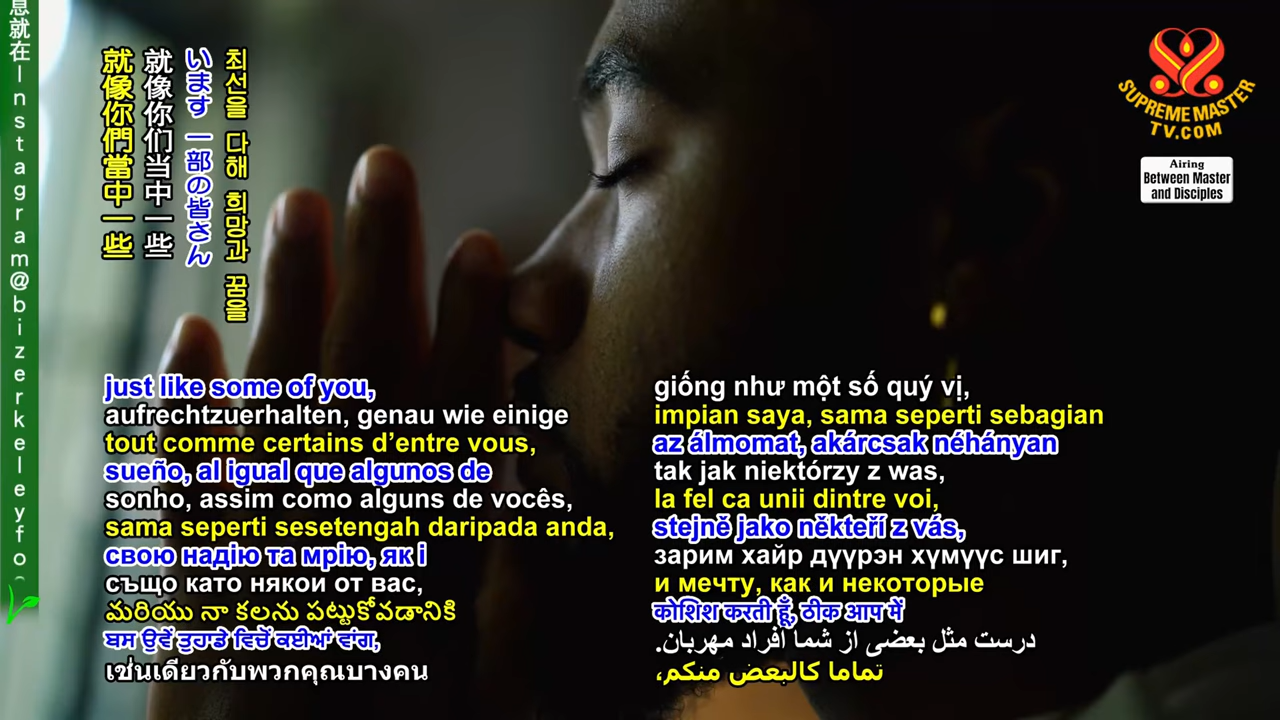 息就在Instagram@bizerkeleyfo
就像你們當中一些
就像你们当中一些
います 一部の皆さん
최선을 다해 희망과 꿈을
SUPREME MASTER
TV.COM
Airing
Between Master
and Disciples
just like some of you,
aufrechtzuerhalten, genau wie einige
tout comme certains d’entre vous,
sueño, al igual que algunos de
sonho, assim como alguns de vocês,
sama seperti sesetengah daripada anda,
свою надію та мрію, як і
също като някои от вас,
మరియు నా కలను పట్టుకోవడానికి
ਬਸ ਉਵੇਂ ਤੁਹਾਡੇ ਵਿਚੋਂ ਕਈਆਂ ਵਾਂਗ,
เช่นเดียวกับพวกคุณบางคน
giống như một số quý vị,
impian saya, sama seperti sebagian
az álmomat, akárcsak néhányan
tak jak niektórzy z was,
la fel ca unii dintre voi,
stejně jako někteří z vás,
зарим хайр дүүрэн хүмүүс шиг,
и мечту, как и некоторые
कोशिश करती हूँ, ठीक आप में
درست مثل بعضی از شما افراد مهربان.
تماما كالبعض منكم،